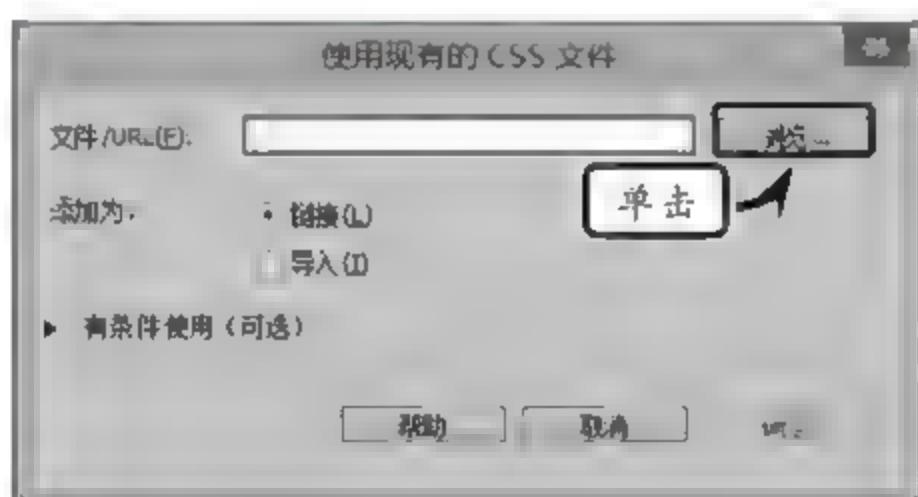 使用现有的 CSS 文件
文件/URL(F):
添加为:
单击
链接(L)
导入(I)
有条件使用（可选）
帮助
取消